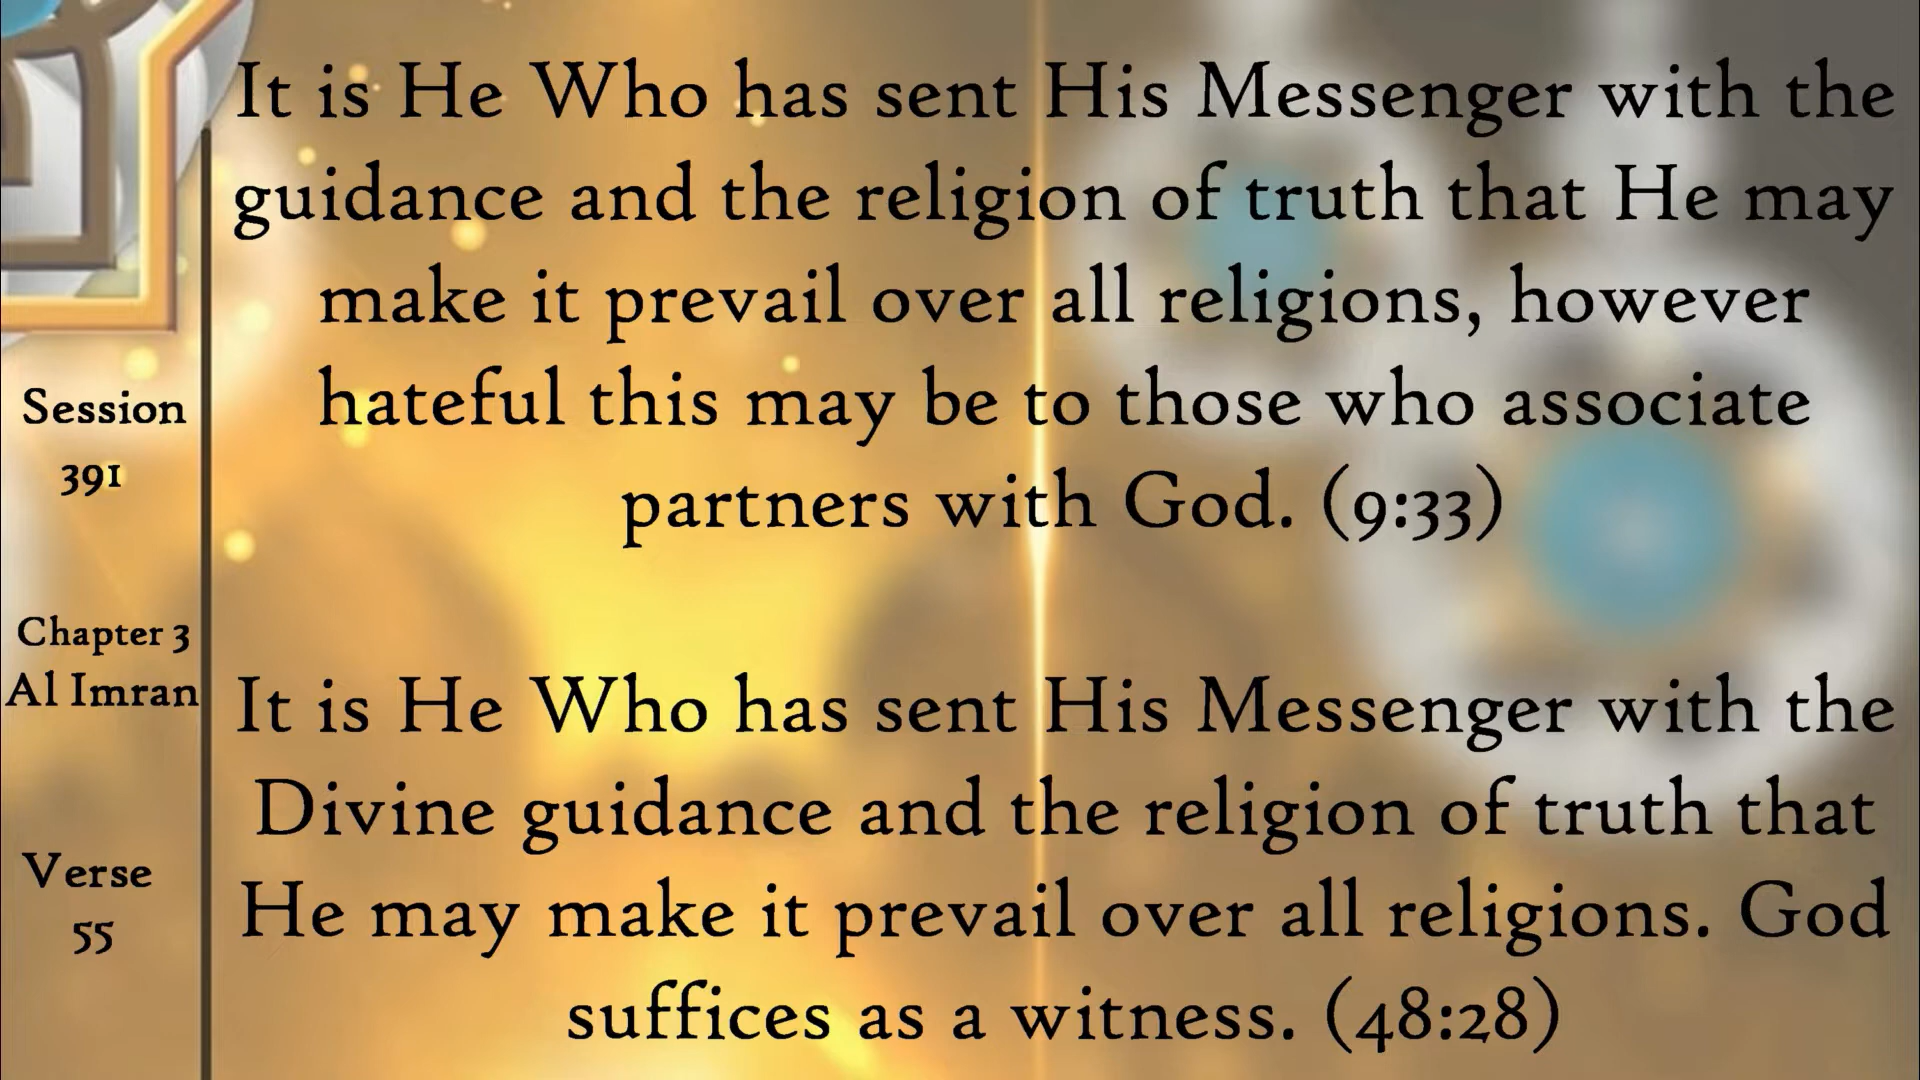 Session
391
Chapter 3
Al Imran
Verse
55
It is He Who has sent His Messenger with the
guidance and the religion of truth that He may
make it prevail over all religions, however
hateful this may be to those who associate
partners with God. (9:33)
It is He Who has sent His Messenger with the
Divine guidance and the religion of truth that
He may make it prevail over all religions. God
suffices as a witness. (48:28)